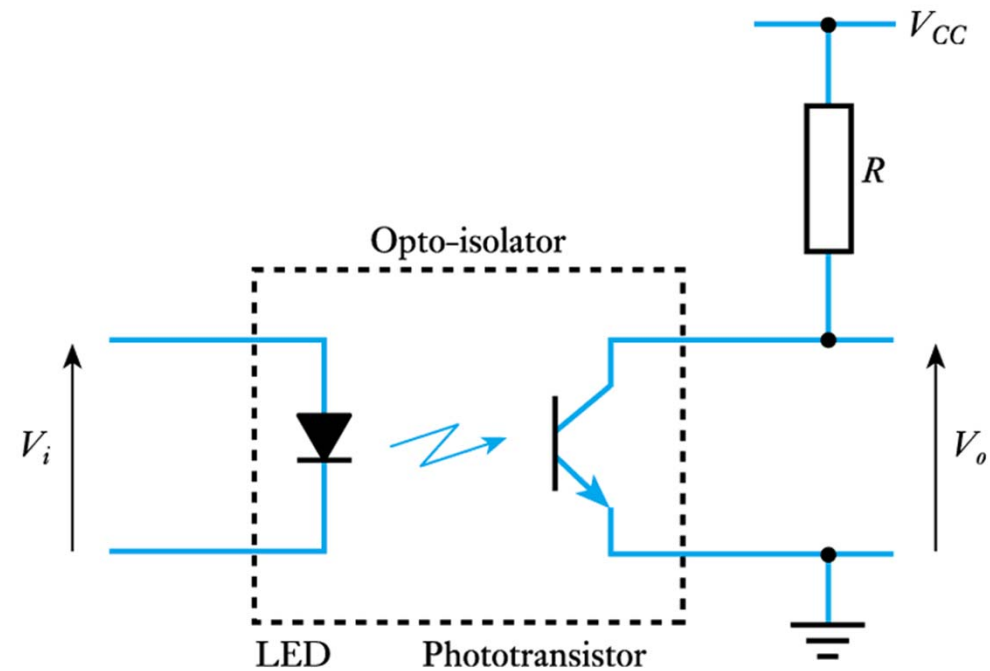 V_CC
R
Opto-isolator
V_i
V_o
LED
Phototransistor